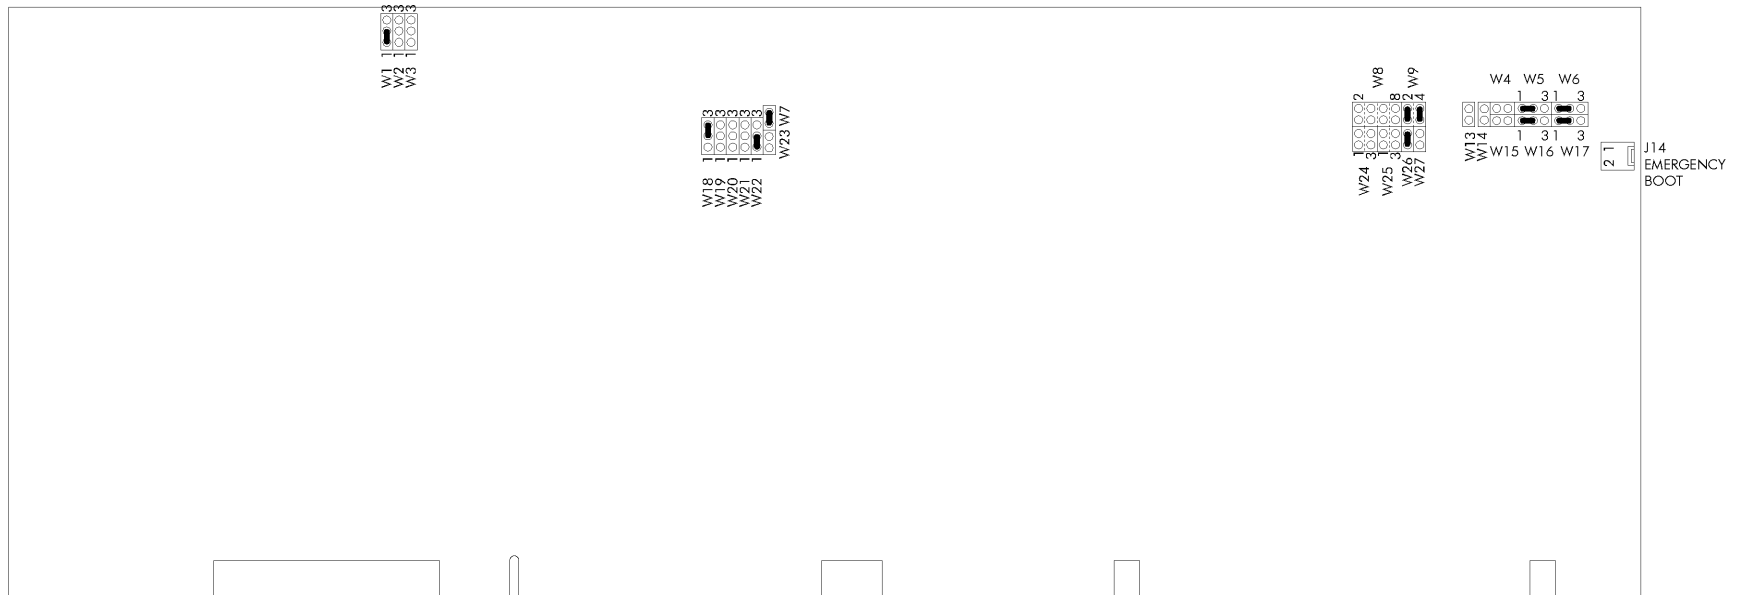 3 3 3
1 1 1
W1 W2 W3
3 3 3 3 3
W7
W23
1 1 1 1 1
W18 W19 W20 W21 W22
W8 W9
2 8 2 4
1 3 1 3
W24 W25 W26 W27
W4 W5 W6
1 3 1 3
1 3 1 3
W13 W14 W15 W16 W17
2 1
J14
EMERGENCY
BOOT